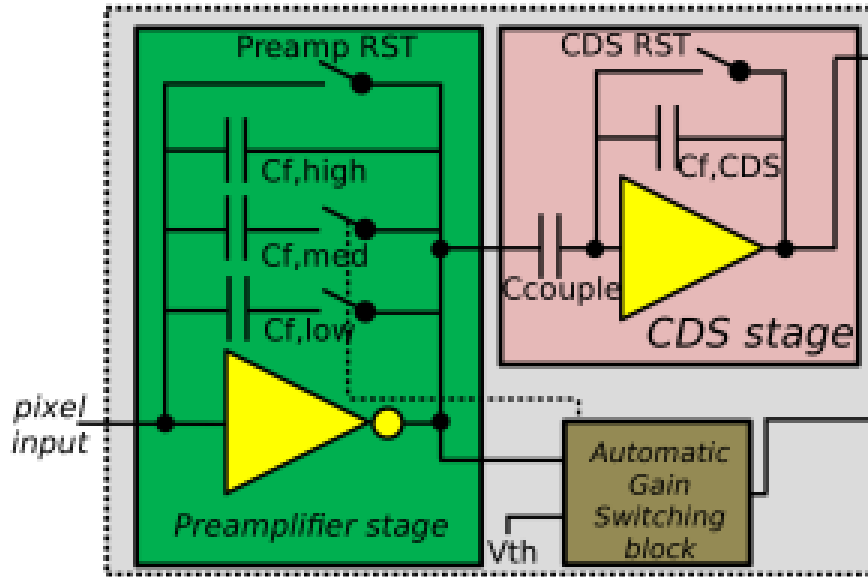 Preamp RST
CDS RST
Cf,high
Cf,CDS
Cf,med
Ccouple
Cf,low
CDS stage
pixel
input
Automatic
Gain
Switching
block
Preamplifier stage
Vth